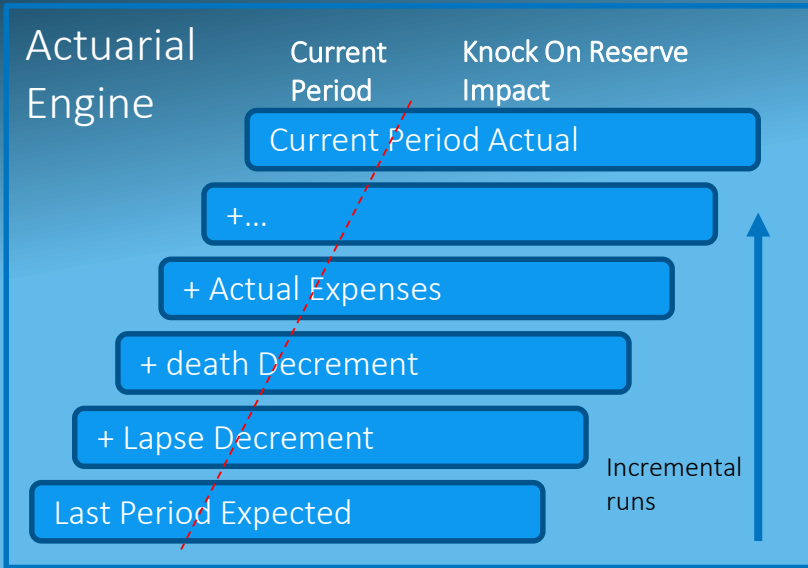 Actuarial
Engine
Current
Period
Knock On Reserve
Impact
Current Period Actual
+...
+ Actual Expenses
+ death Decrement
+ Lapse Decrement
Last Period Expected
Incremental
runs